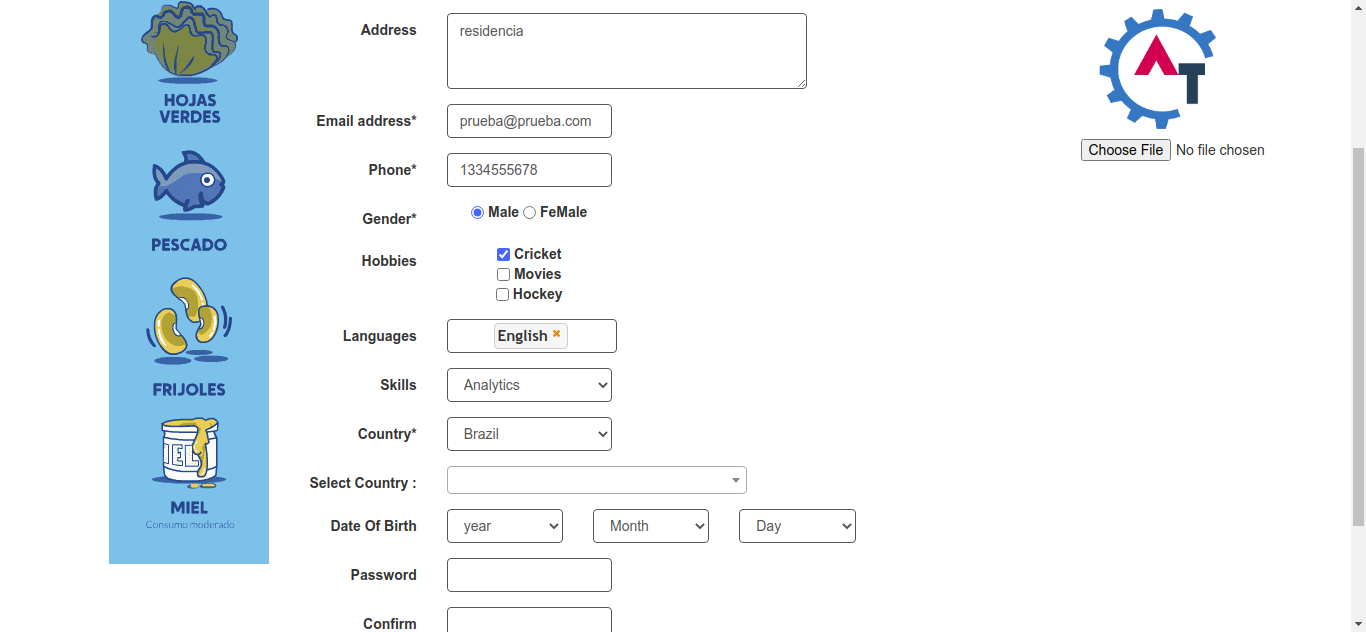 HOJAS
VERDES
PESCADO
FRIJOLES
IEL
MIEL
Consumo moderado
Address
residencia
Email address*
prueba@prueba.com
Phone*
1334555678
Gender*
Male FeMale
Hobbies
Cricket
Movies
Hockey
Languages
English
Skills
Analytics
Country*
Brazil
Select Country :
Date Of Birth
year Month Day
Password
Confirm
AT
Choose File No file chosen